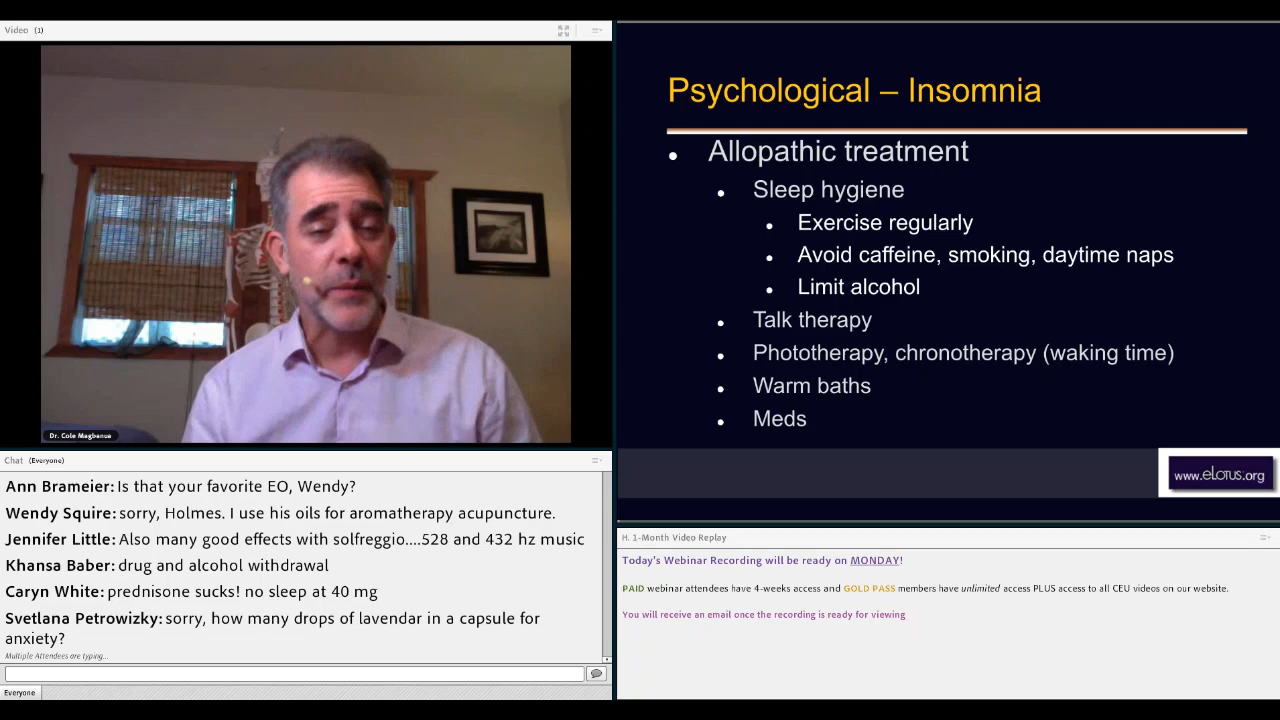 Video (1)
Dr. Cole Magbanua
Psychological – Insomnia
• Allopathic treatment
• Sleep hygiene
• Exercise regularly
• Avoid caffeine, smoking, daytime naps
• Limit alcohol
• Talk therapy
• Phototherapy, chronotherapy (waking time)
• Warm baths
• Meds
www.eLotus.org
Chat (Everyone)
Ann Brameier: Is that your favorite EO, Wendy?
Wendy Squire: sorry, Holmes. I use his oils for aromatherapy acupuncture.
Jennifer Little: Also many good effects with solfreggio....528 and 432 hz music
Khansa Baber: drug and alcohol withdrawal
Caryn White: prednisone sucks! no sleep at 40 mg
Svetlana Petrowizky: sorry, how many drops of lavendar in a capsule for
anxiety?
Multiple Attendees are typing...
Everyone
H. 1-Month Video Replay
Today's Webinar Recording will be ready on MONDAY!
PAID webinar attendees have 4-weeks access and GOLD PASS members have unlimited access PLUS access to all CEU videos on our website.
You will receive an email once the recording is ready for viewing